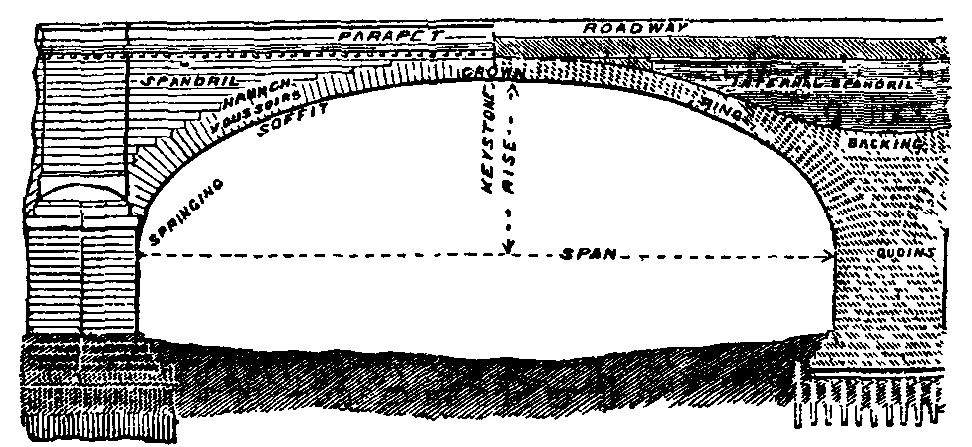 PARAPET
ROADWAY
SPANDRIL
CROWN
INTERNAL SPANDRIL
HAUNCH
VOUSSOIRS
SOFFIT
RING
KEYSTONE
RISE
BACKING
SPRINGING
SPAN
QUOINS